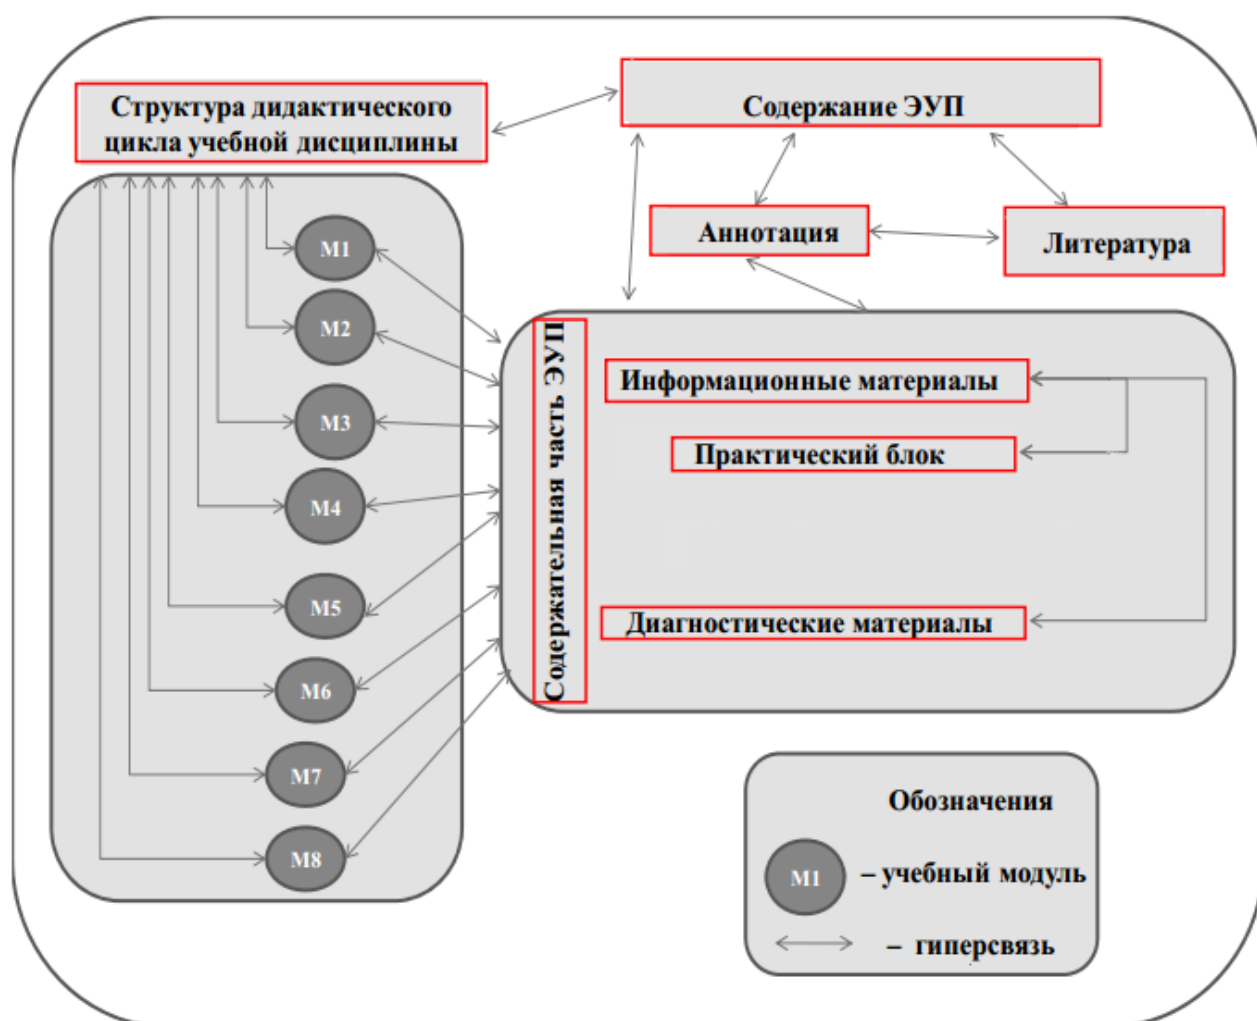 Структура дидактического
цикла учебной дисциплины
Содержание ЭУП
Аннотация
Литература
М1
М2
М3
М4
М5
М6
М7
М8
Содержательная часть ЭУП
Информационные материалы
Практический блок
Диагностические материалы
Обозначения
М1 – учебный модуль
– гиперсвязь